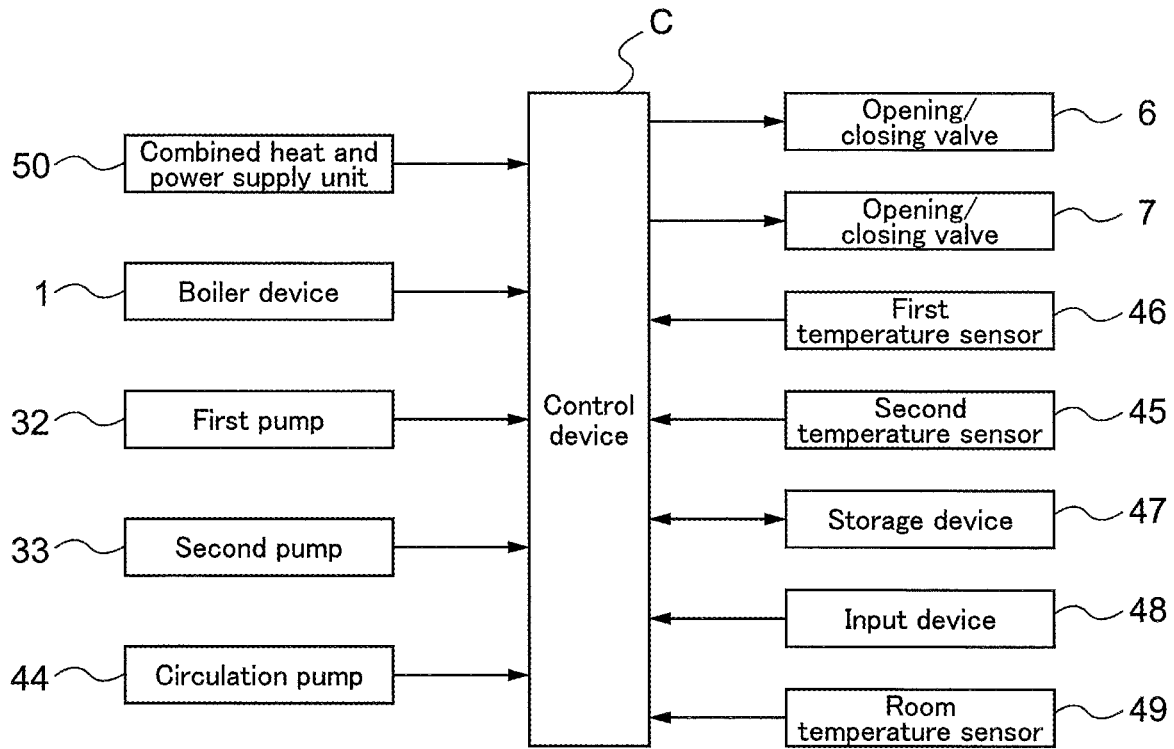 C
50
Combined heat and
power supply unit
1
Boiler device
32
First pump
33
Second pump
44
Circulation pump
Control
device
Opening/
closing valve
6
Opening/
closing valve
7
First
temperature sensor
46
Second
temperature sensor
45
Storage device
47
Input device
48
Room
temperature sensor
49